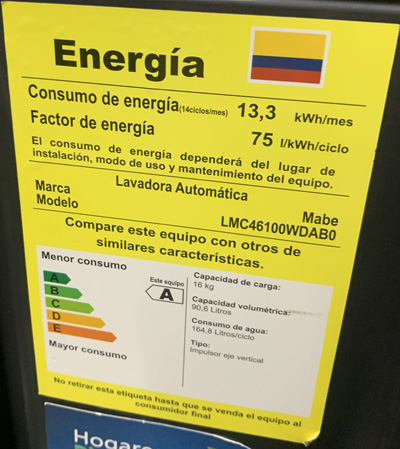 Energía
Consumo de energía(14ciclos/mes) 13,3 kWh/mes
Factor de energía 75 l/kWh/ciclo
El consumo de energía dependerá del lugar de
instalación, modo de uso y mantenimiento del equipo.
Lavadora Automática
Marca Mabe
Modelo LMC46100WDAB0
Compare este equipo con otros de
similares características.
Menor consumo
Este equipo
A
A
B
C
D
E
Mayor consumo
Capacidad de carga:
16 kg
Capacidad volumétrica:
90,6 Litros
Consumo de agua:
164,8 Litros/ciclo
Tipo:
Impulsor eje vertical
No retirar esta etiqueta hasta que se venda el equipo al
consumidor final